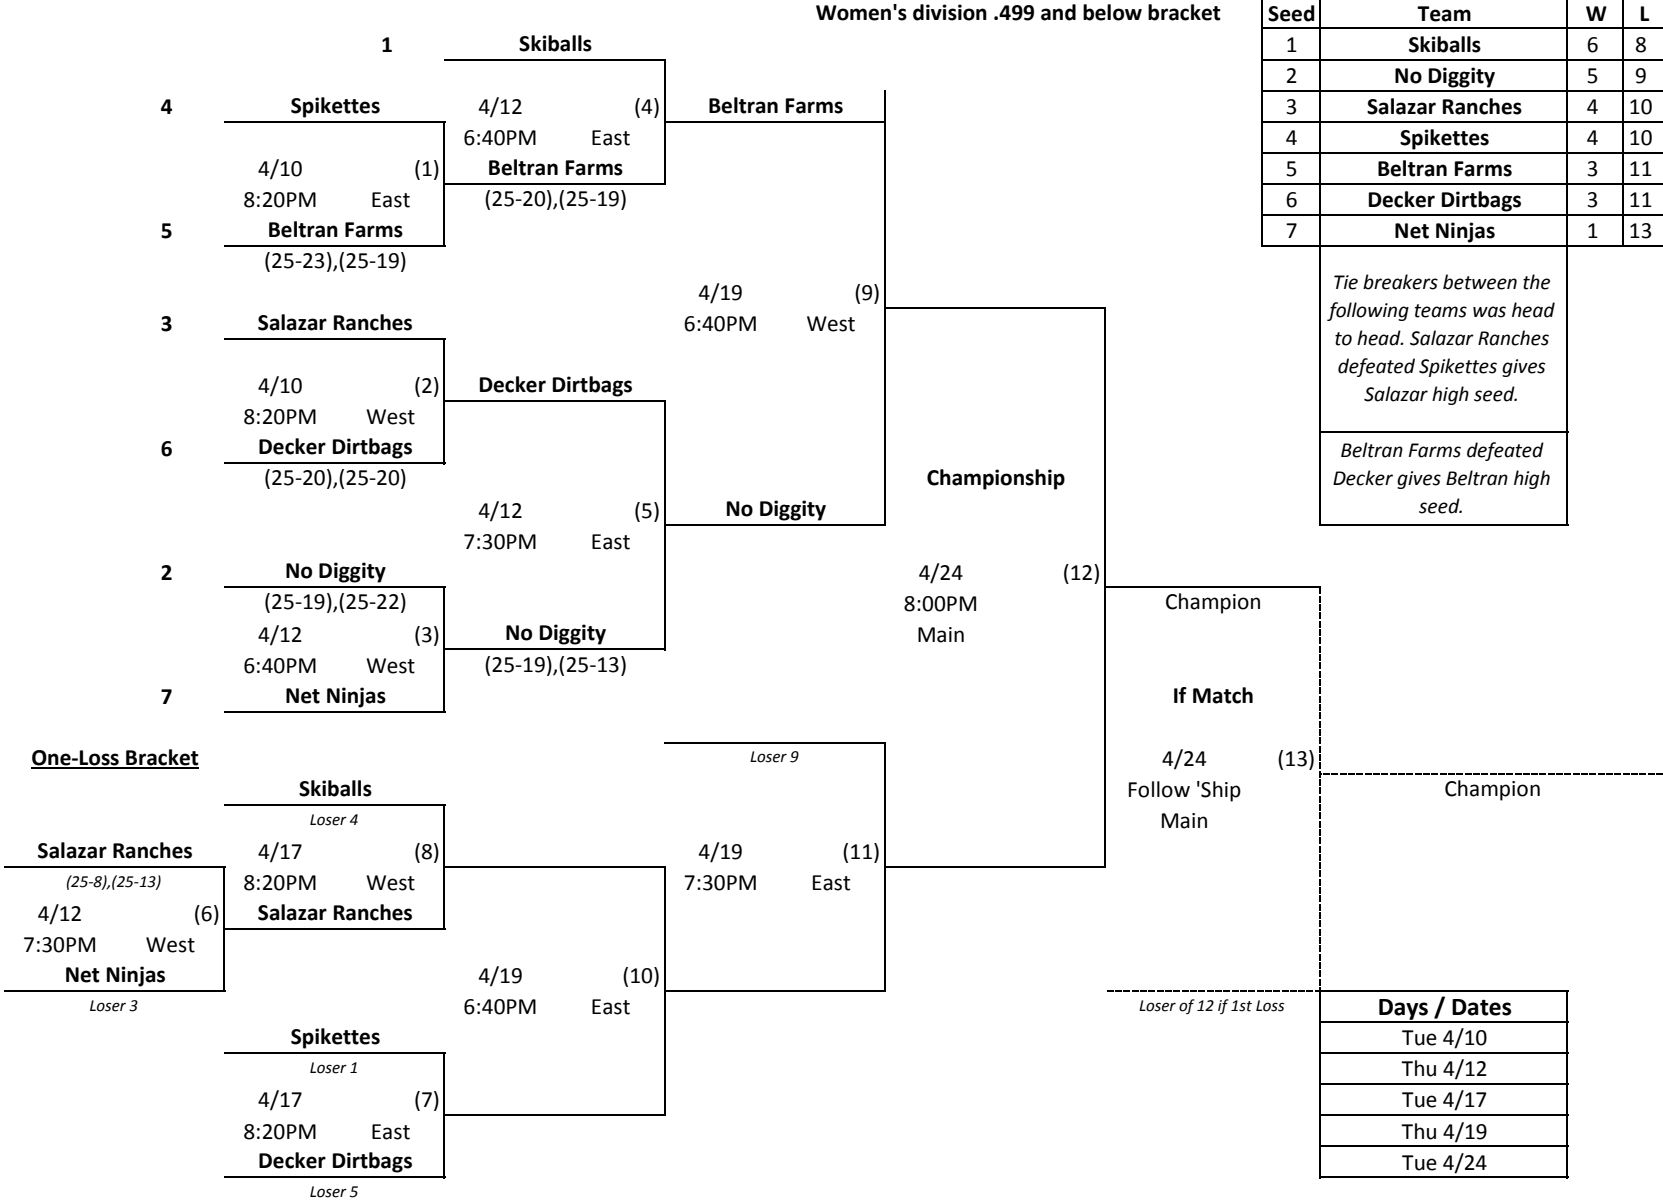 Women's division .499 and below bracket
Seed Team W L
1 Skiballs 6 8
2 No Diggity 5 9
3 Salazar Ranches 4 10
4 Spikettes 4 10
5 Beltran Farms 3 11
6 Decker Dirtbags 3 11
7 Net Ninjas 1 13
Tie breakers between the
following teams was head
to head. Salazar Ranches
defeated Spikettes gives
Salazar high seed.
Beltran Farms defeated
Decker gives Beltran high
seed.
1 Skiballs
4 Spikettes 4/12 (4) Beltran Farms
6:40PM East
4/10 (1) Beltran Farms
8:20PM East (25-20),(25-19)
5 Beltran Farms
(25-23),(25-19)
4/19 (9)
3 Salazar Ranches 6:40PM West
4/10 (2) Decker Dirtbags
8:20PM West
6 Decker Dirtbags
(25-20),(25-20) Championship
4/12 (5) No Diggity
7:30PM East
2 No Diggity 4/24 (12)
(25-19),(25-22) 8:00PM Champion
4/12 (3) No Diggity Main
6:40PM West (25-19),(25-13)
7 Net Ninjas If Match
One-Loss Bracket Loser 9 4/24 (13)
Skiballs Follow 'Ship Champion
Loser 4 Main
Salazar Ranches 4/17 (8) 4/19 (11)
(25-8),(25-13) 8:20PM West 7:30PM East
4/12 (6) Salazar Ranches
7:30PM West
Net Ninjas 4/19 (10)
Loser 3 6:40PM East Loser of 12 if 1st Loss
Spikettes
Loser 1
4/17 (7)
8:20PM East
Decker Dirtbags
Loser 5
Days / Dates
Tue 4/10
Thu 4/12
Tue 4/17
Thu 4/19
Tue 4/24